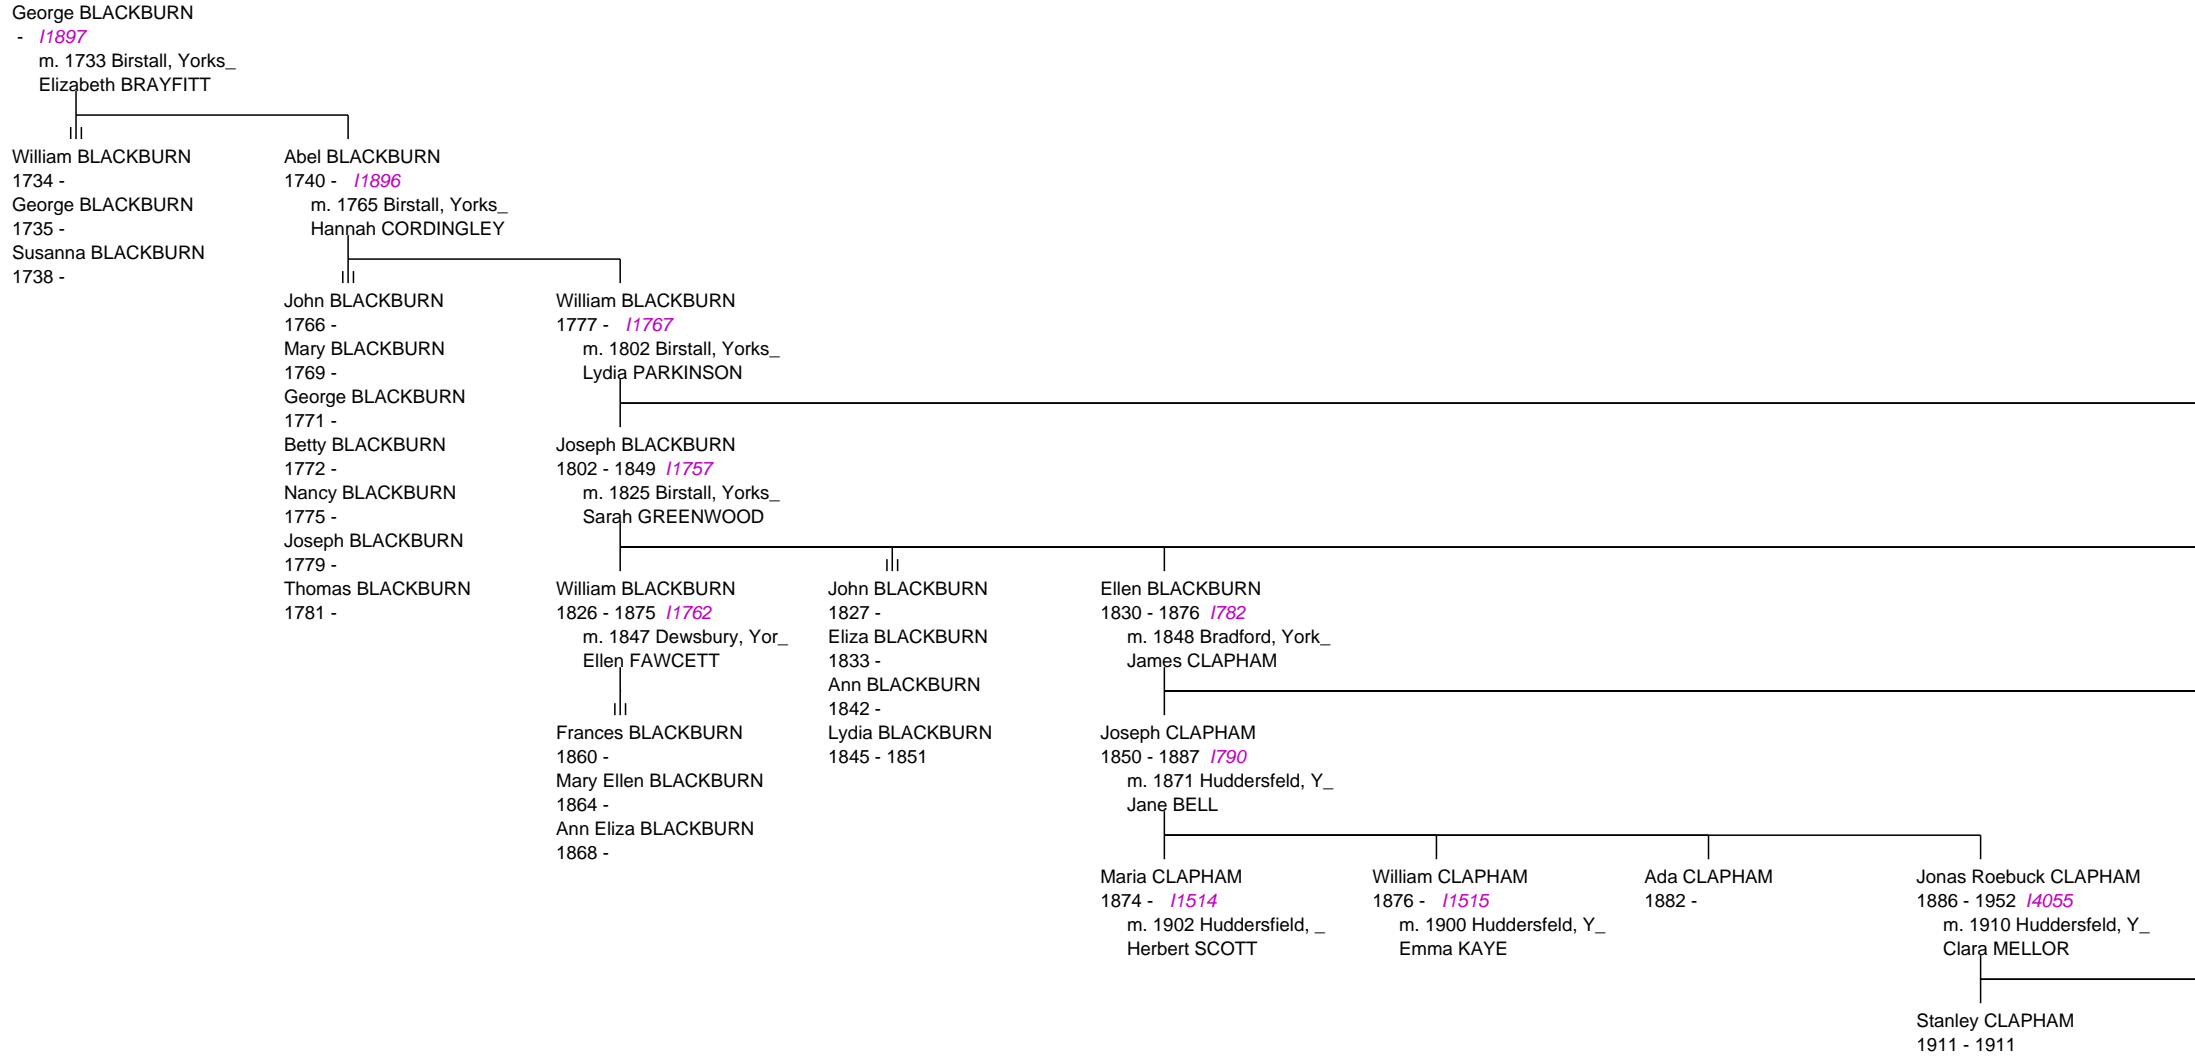 George BLACKBURN
- I1897
m. 1733 Birstall, Yorks_
Elizabeth BRAYFITT
William BLACKBURN
1734 -
George BLACKBURN
1735 -
Susanna BLACKBURN
1738 -
Abel BLACKBURN
1740 - I1896
m. 1765 Birstall, Yorks_
Hannah CORDINGLEY
John BLACKBURN
1766 -
Mary BLACKBURN
1769 -
George BLACKBURN
1771 -
Betty BLACKBURN
1772 -
Nancy BLACKBURN
1775 -
Joseph BLACKBURN
1779 -
Thomas BLACKBURN
1781 -
William BLACKBURN
1777 - I1767
m. 1802 Birstall, Yorks_
Lydia PARKINSON
Joseph BLACKBURN
1802 - 1849 I1757
m. 1825 Birstall, Yorks_
Sarah GREENWOOD
William BLACKBURN
1826 - 1875 I1762
m. 1847 Dewsbury, Yor_
Ellen FAWCETT
Frances BLACKBURN
1860 -
Mary Ellen BLACKBURN
1864 -
Ann Eliza BLACKBURN
1868 -
John BLACKBURN
1827 -
Eliza BLACKBURN
1833 -
Ann BLACKBURN
1842 -
Lydia BLACKBURN
1845 - 1851
Ellen BLACKBURN
1830 - 1876 I782
m. 1848 Bradford, York_
James CLAPHAM
Joseph CLAPHAM
1850 - 1887 I790
m. 1871 Huddersfeld, Y_
Jane BELL
Maria CLAPHAM
1874 - I1514
m. 1902 Huddersfield, _
Herbert SCOTT
William CLAPHAM
1876 - I1515
m. 1900 Huddersfeld, Y_
Emma KAYE
Ada CLAPHAM
1882 -
Jonas Roebuck CLAPHAM
1886 - 1952 I4055
m. 1910 Huddersfeld, Y_
Clara MELLOR
Stanley CLAPHAM
1911 - 1911